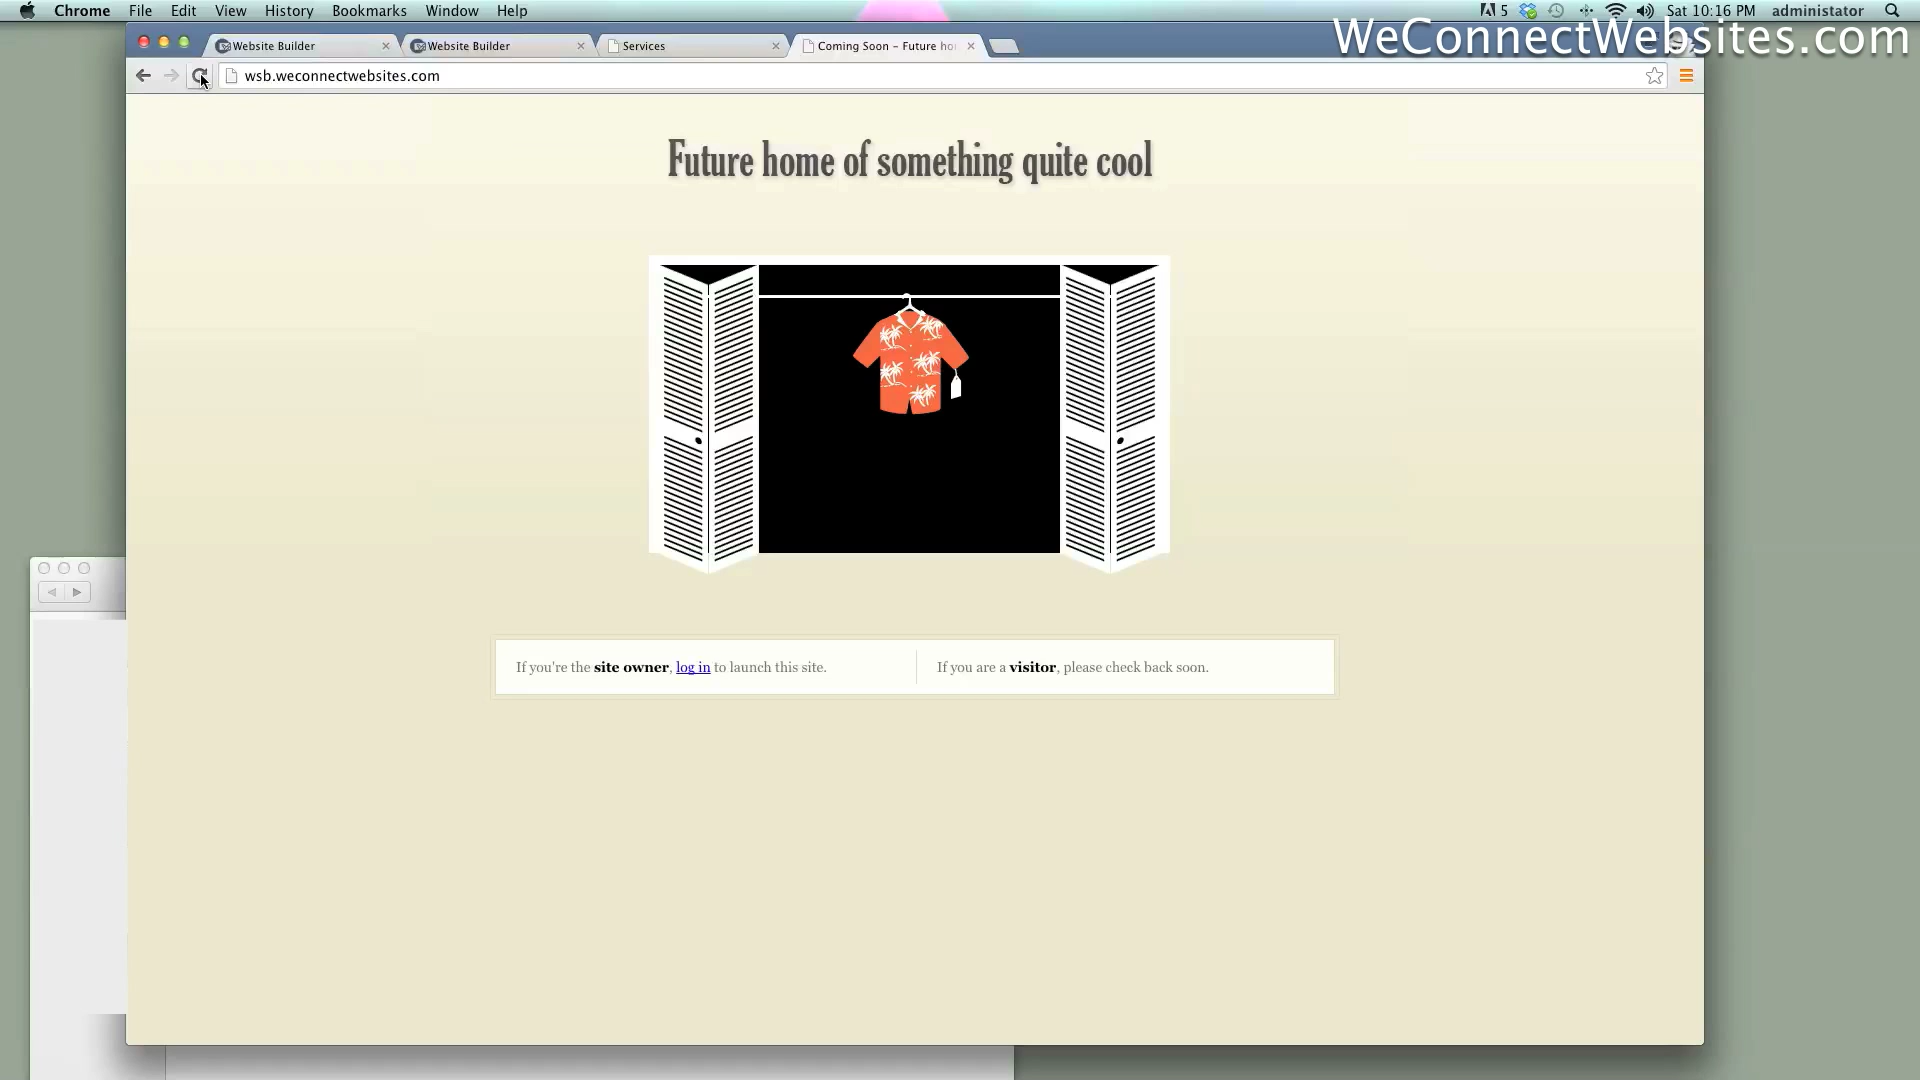 Chrome File Edit View History Bookmarks Window Help
5 Sat 10:16 PM administator
WeConnectWebsites.com
Website Builder
Website Builder
Services
Coming Soon – Future ho
wsb.weconnectwebsites.com
Future home of something quite cool
If you're the site owner, log in to launch this site.
If you are a visitor, please check back soon.